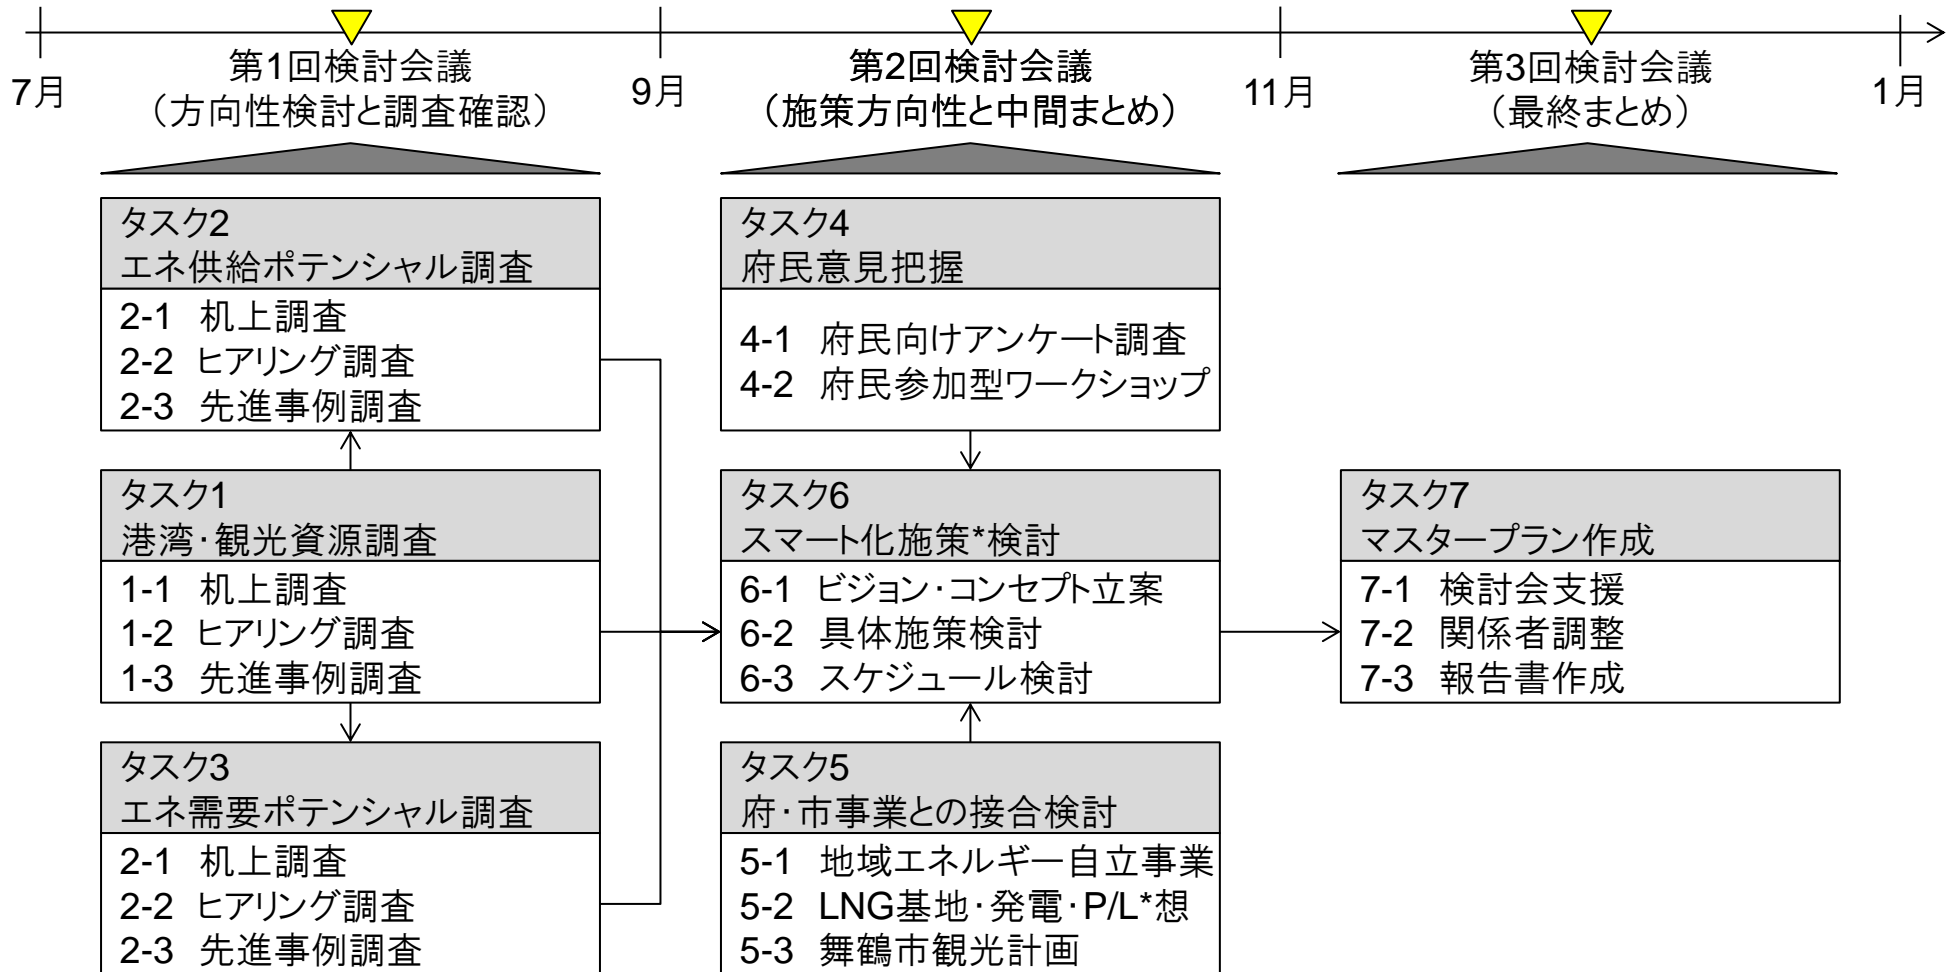 7月
第1回検討会議
（方向性検討と調査確認）
9月
第2回検討会議
（施策方向性と中間まとめ）
11月
第3回検討会議
（最終まとめ）
1月
タスク2
エネ供給ポテンシャル調査
2-1 机上調査
2-2 ヒアリング調査
2-3 先進事例調査
タスク1
港湾･観光資源調査
1-1 机上調査
1-2 ヒアリング調査
1-3 先進事例調査
タスク3
エネ需要ポテンシャル調査
2-1 机上調査
2-2 ヒアリング調査
2-3 先進事例調査
タスク4
府民意見把握
4-1 府民向けアンケート調査
4-2 府民参加型ワークショップ
タスク6
スマート化施策*検討
6-1 ビジョン･コンセプト立案
6-2 具体施策検討
6-3 スケジュール検討
タスク5
府･市事業との接合検討
5-1 地域エネルギー自立事業
5-2 LNG基地･発電･P/L*想
5-3 舞鶴市観光計画
タスク7
マスタープラン作成
7-1 検討会支援
7-2 関係者調整
7-3 報告書作成